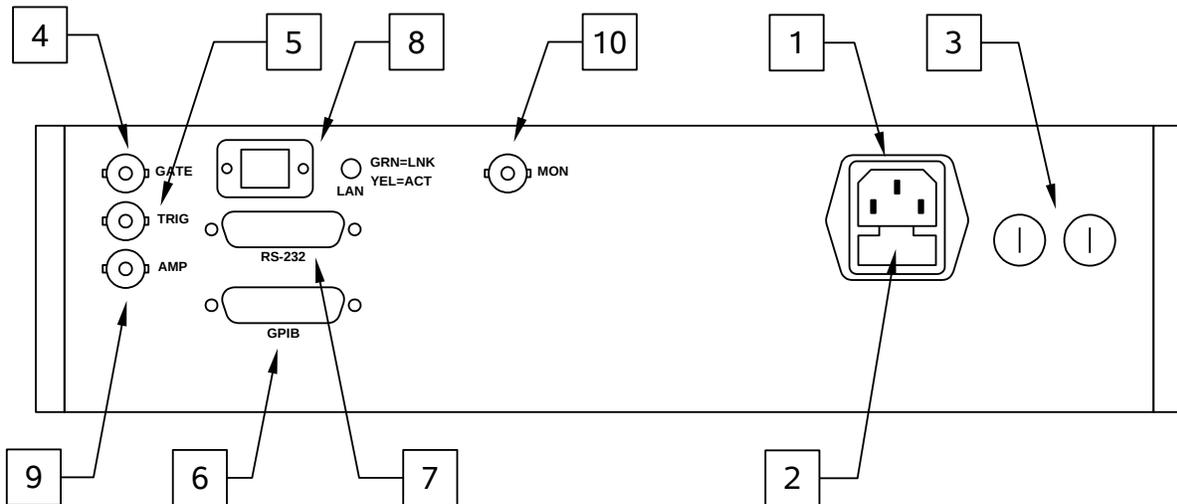 4
5
8
10
1
3
GATE
TRIG
AMP
GRN=LNK
YEL=ACT
LAN
RS-232
GPIB
MON
9
6
7
2